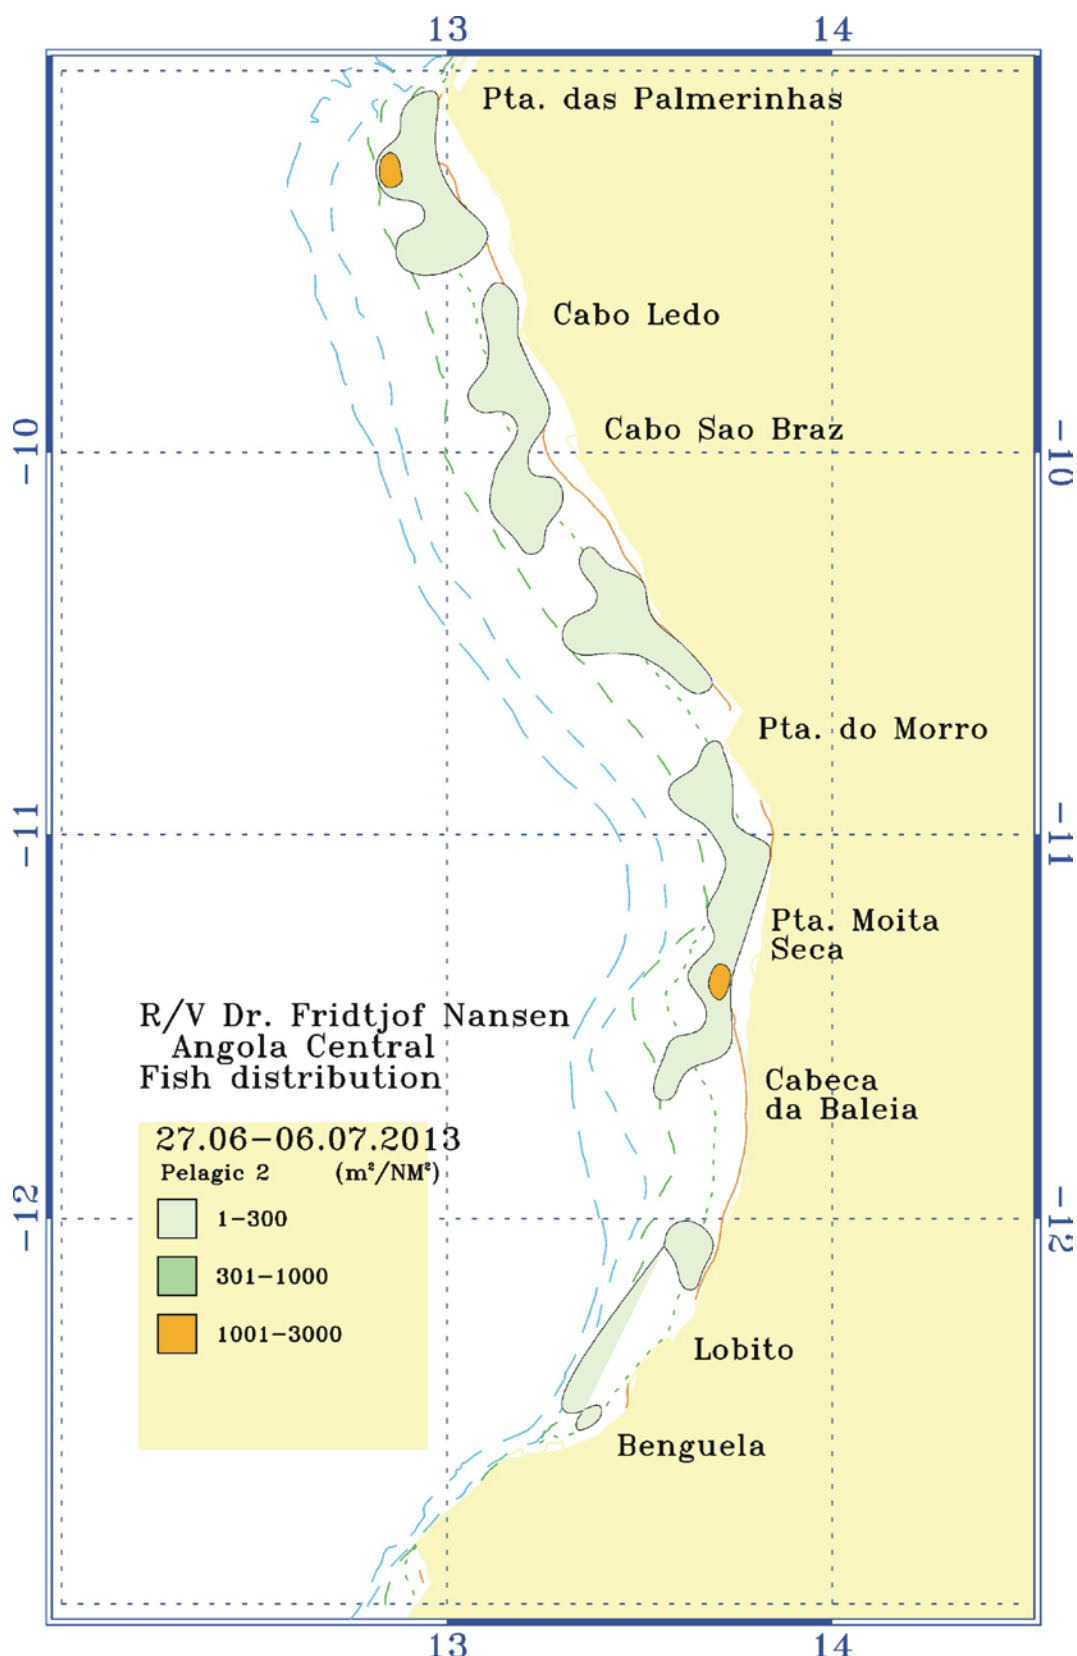 13 14
Pta. das Palmerinhas
Cabo Ledo
Cabo Sao Braz
-10 -10
Pta. do Morro
-11 -11
Pta. Moita
Seca
R/V Dr. Fridtjof Nansen
Angola Central
Fish distribution
Cabeca
da Baleia
27.06-06.07.2013
Pelagic 2 (m²/NM²)
1-300
-12 -12
301-1000
1001-3000
Lobito
Benguela
13 14